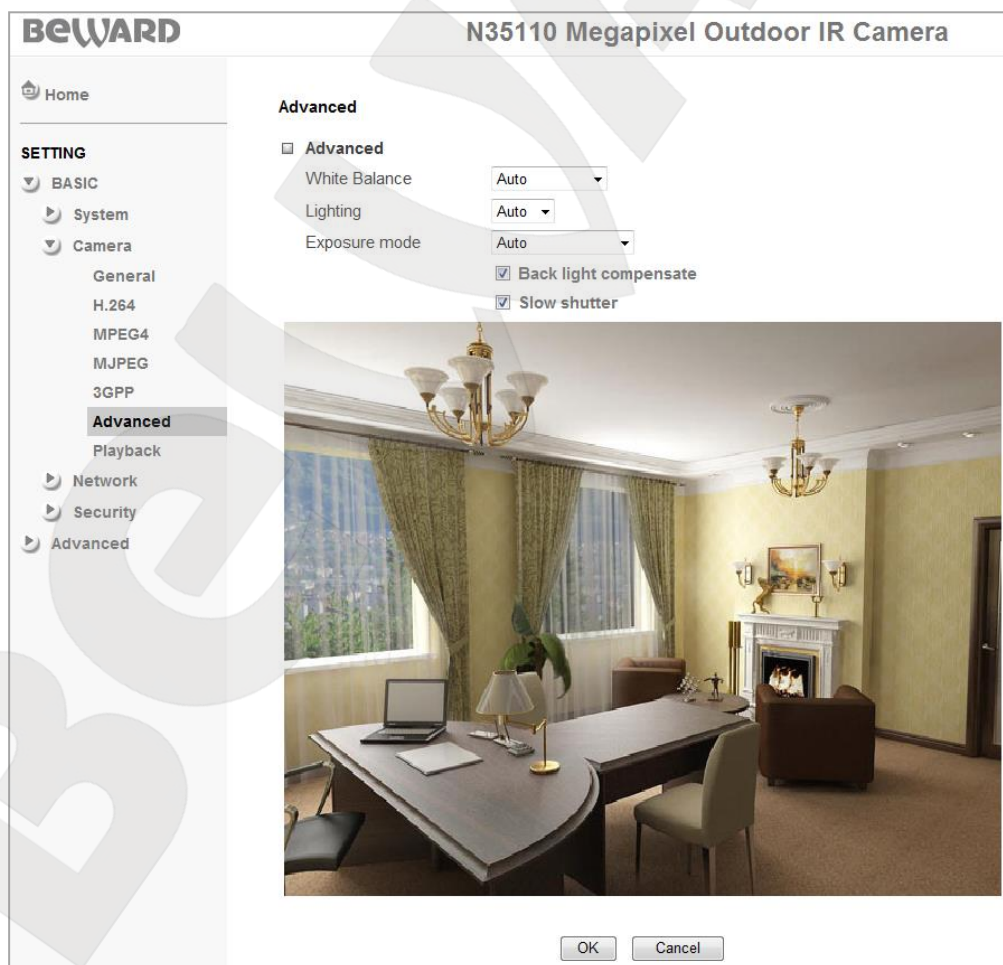 BEWARD
N35110 Megapixel Outdoor IR Camera
Home
SETTING
BASIC
System
Camera
General
H.264
MPEG4
MJPEG
3GPP
Advanced
Playback
Network
Security
Advanced
Advanced
Advanced
White Balance Auto
Lighting Auto
Exposure mode Auto
Back light compensate
Slow shutter
OK Cancel